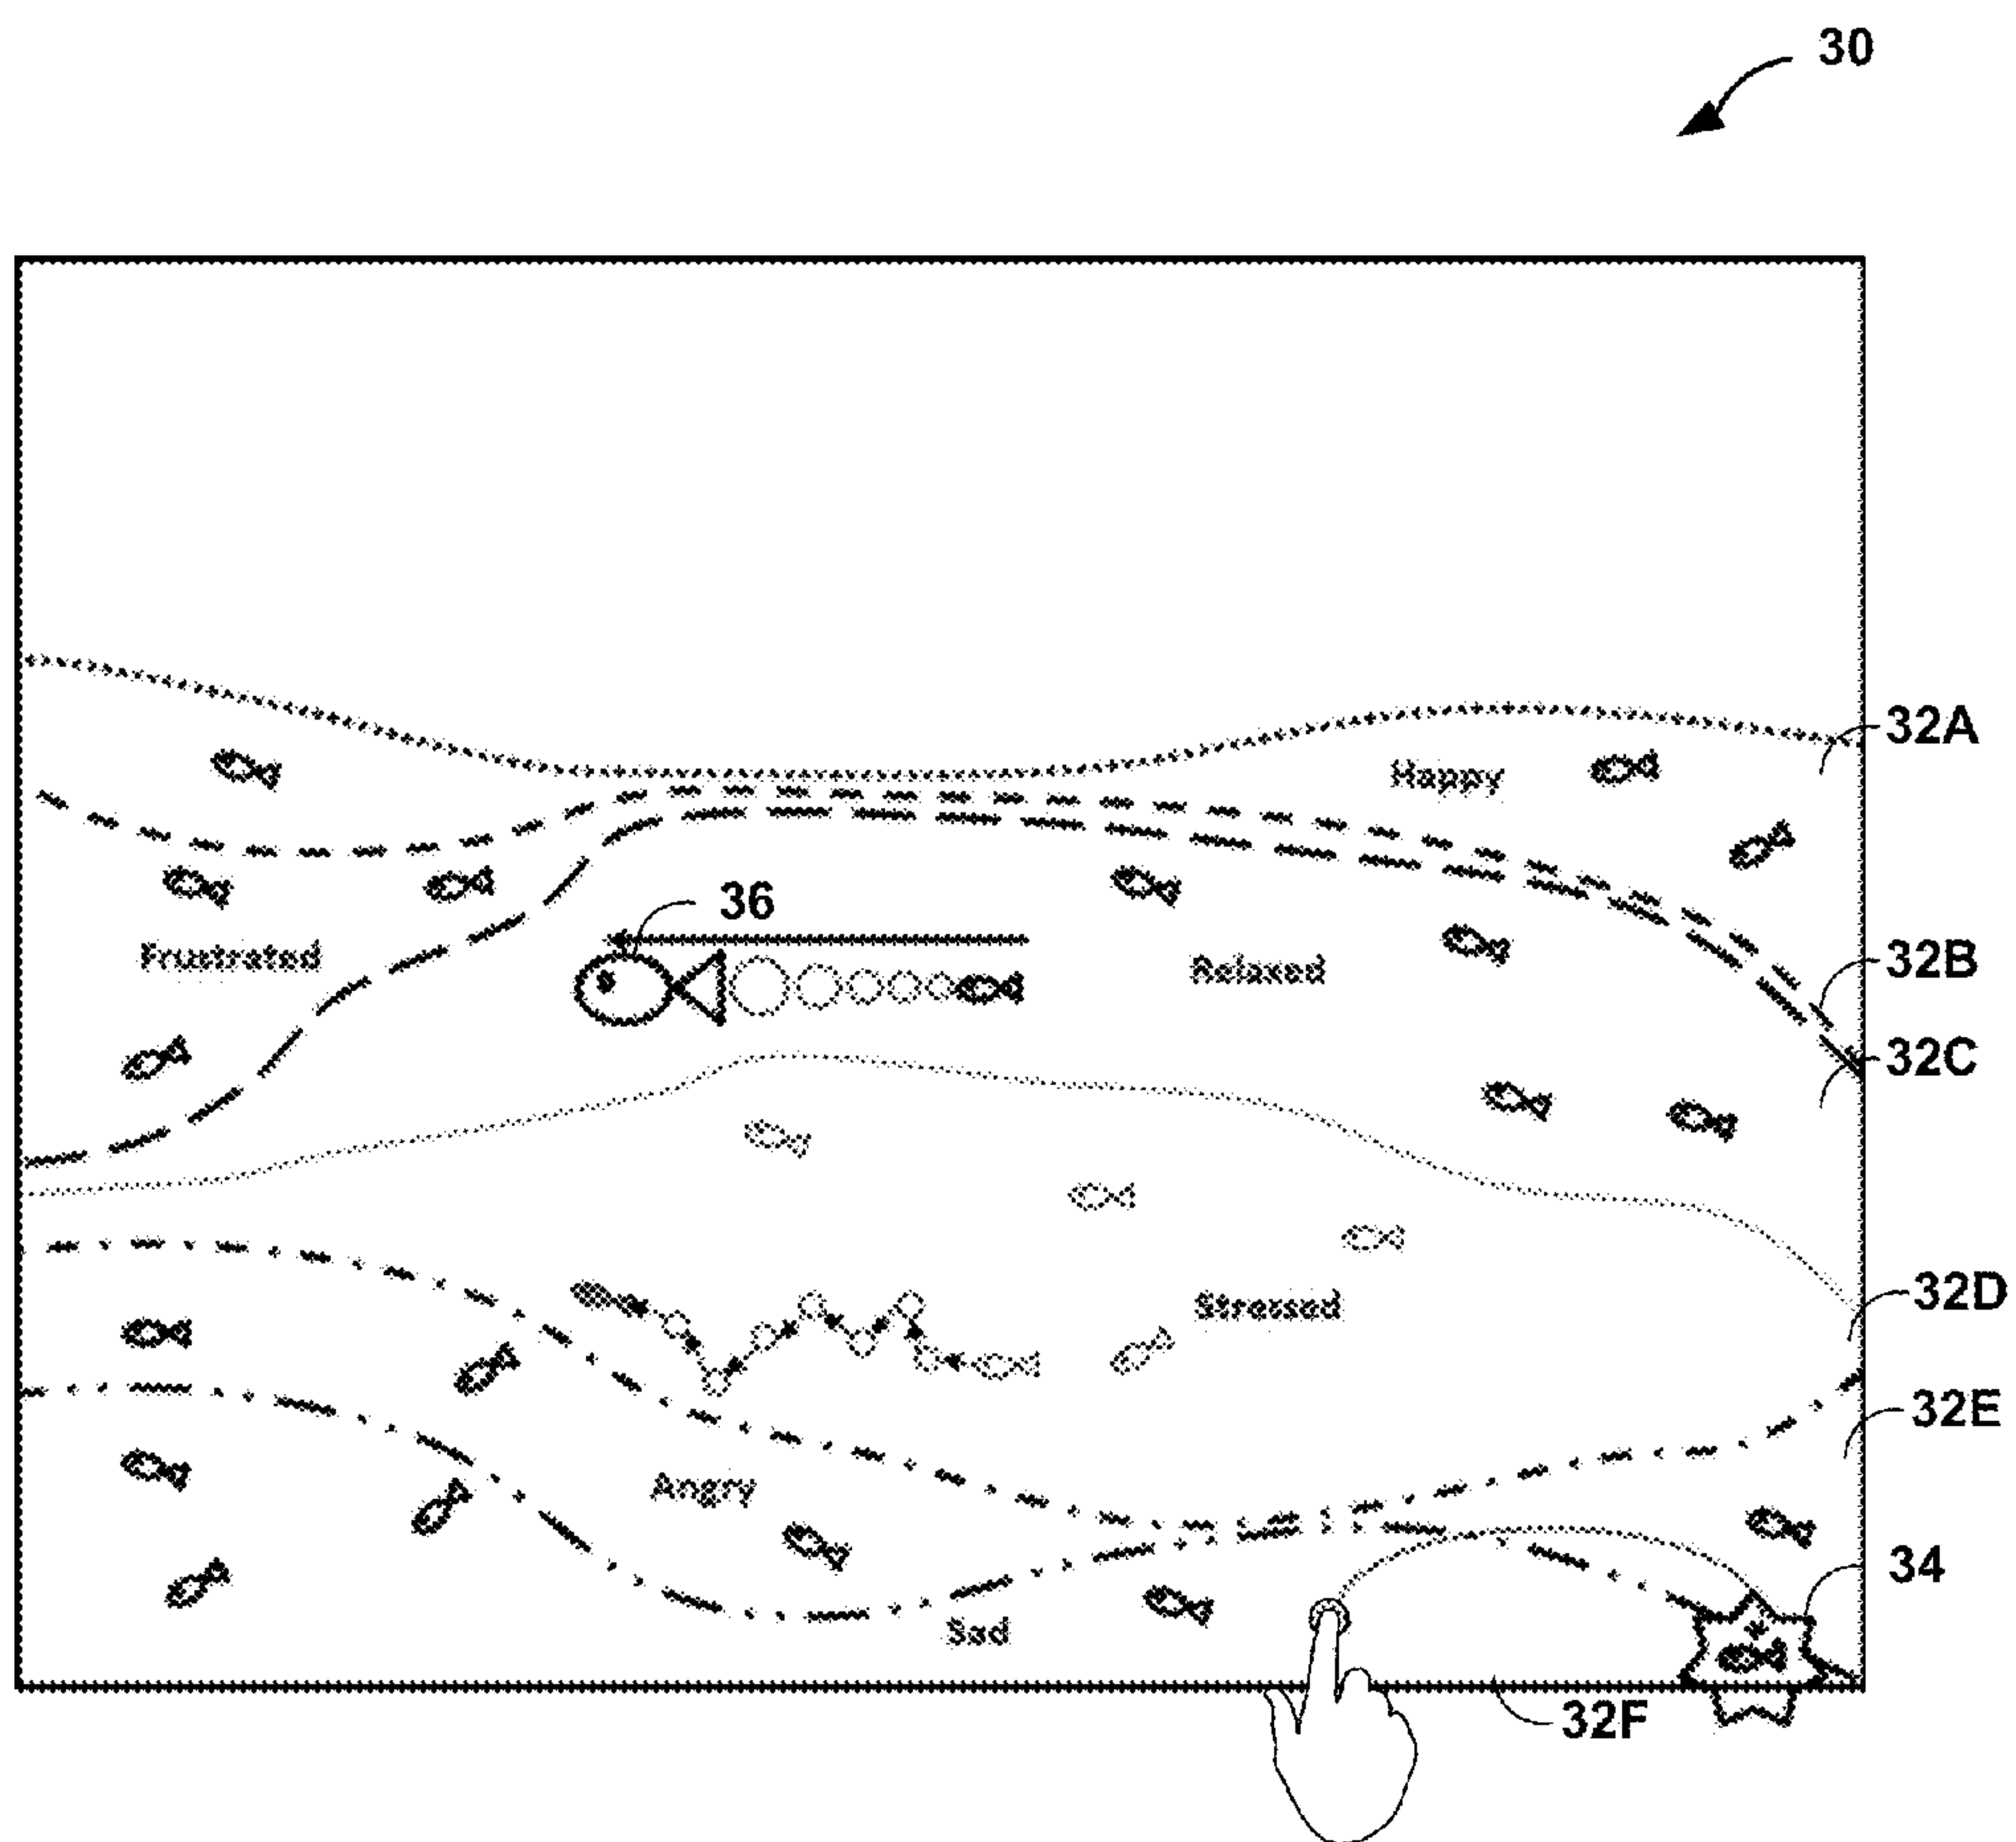 30
32A
Happy
36
Frustrated
Relaxed
32B
32C
32D
Stressed
32E
Angry
34
Sad
32F